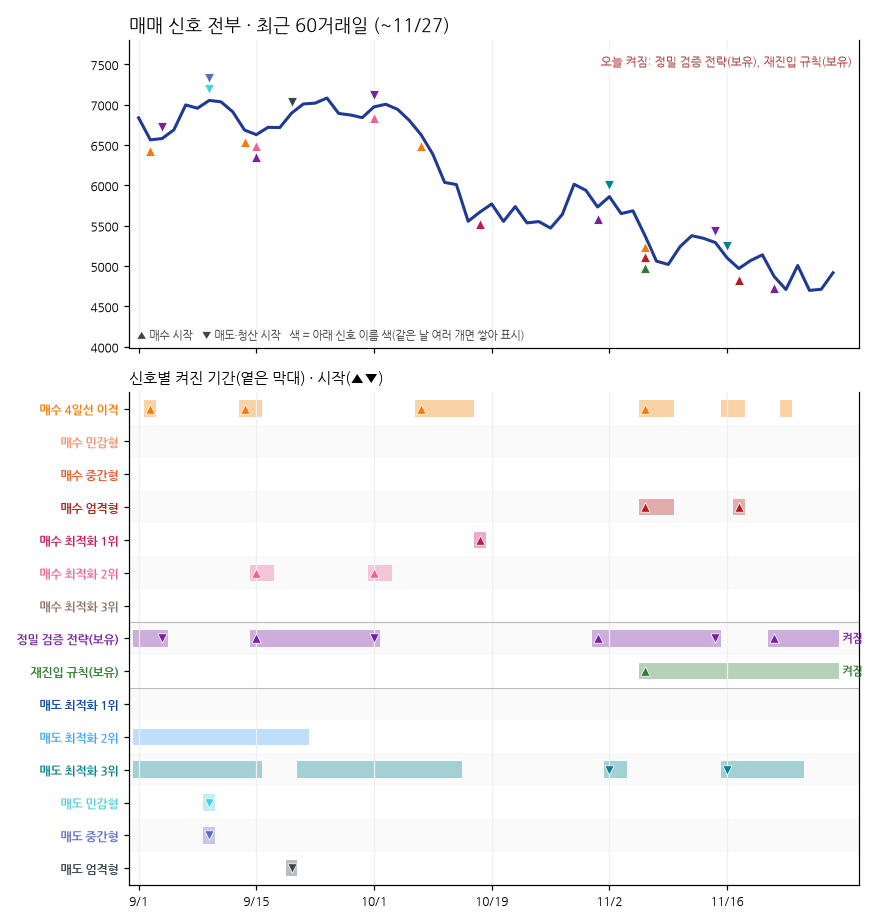 매매 신호 전부 · 최근 60거래일 (~11/27)
오늘 켜짐: 정밀 검증 전략(보유), 재진입 규칙(보유)
7500
7000
6500
6000
5500
5000
4500
4000
▲ 매수 시작 ▼ 매도·청산 시작 색 = 아래 신호 이름 색(같은 날 여러 개면 쌓아 표시)
신호별 켜진 기간(옅은 막대) · 시작(▲▼)
매수 4일선 이격
매수 민감형
매수 중간형
매수 엄격형
매수 최적화 1위
매수 최적화 2위
매수 최적화 3위
정밀 검증 전략(보유) 켜짐
재진입 규칙(보유) 켜짐
매도 최적화 1위
매도 최적화 2위
매도 최적화 3위
매도 민감형
매도 중간형
매도 엄격형
9/1 9/15 10/1 10/19 11/2 11/16